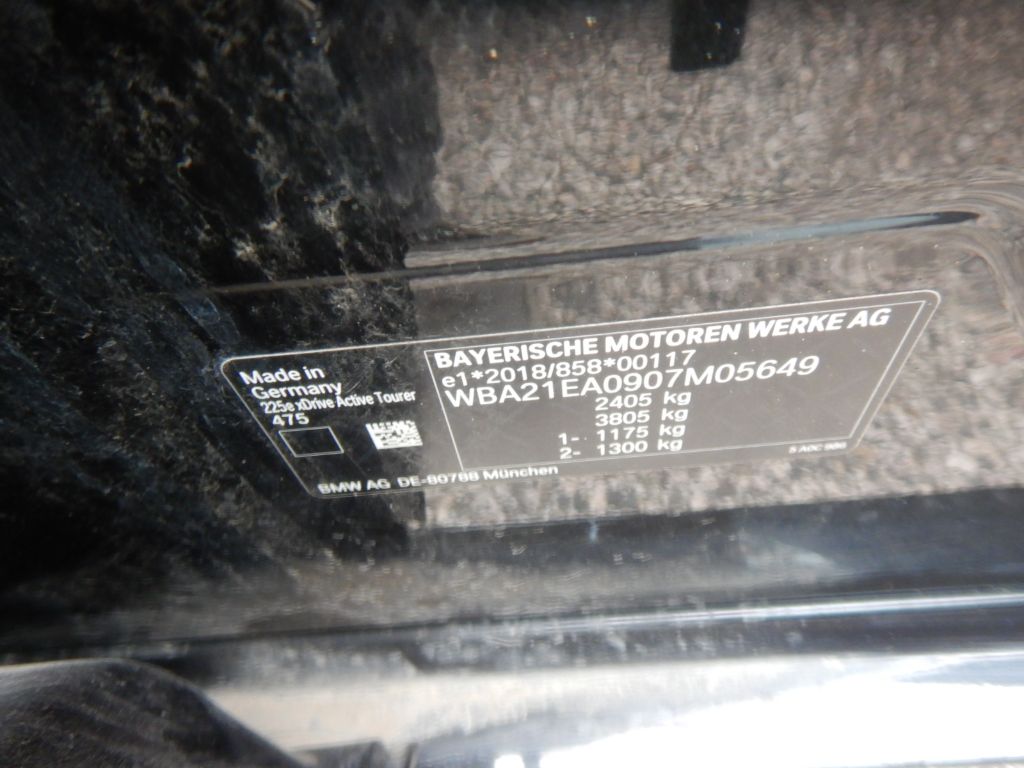 Made in
Germany
225e xDrive Active Tourer
475
BAYERISCHE MOTOREN WERKE AG
e1*2018/858*00117
WBA21EA0907M05649
2405 kg
3805 kg
1- 1175 kg
2- 1300 kg
BMW AG DE-80788 München